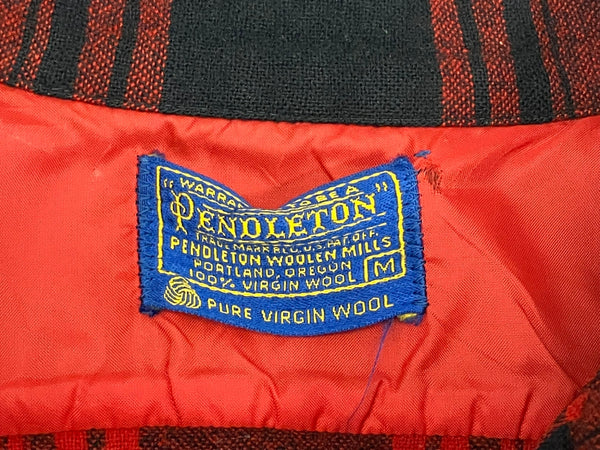 "WARRANTED TO BE A
PENDLETON"
TRADE MARK REG. U.S. PAT. OFF.
PENDLETON WOOLEN MILLS
PORTLAND, OREGON
100% VIRGIN WOOL M
PURE VIRGIN WOOL